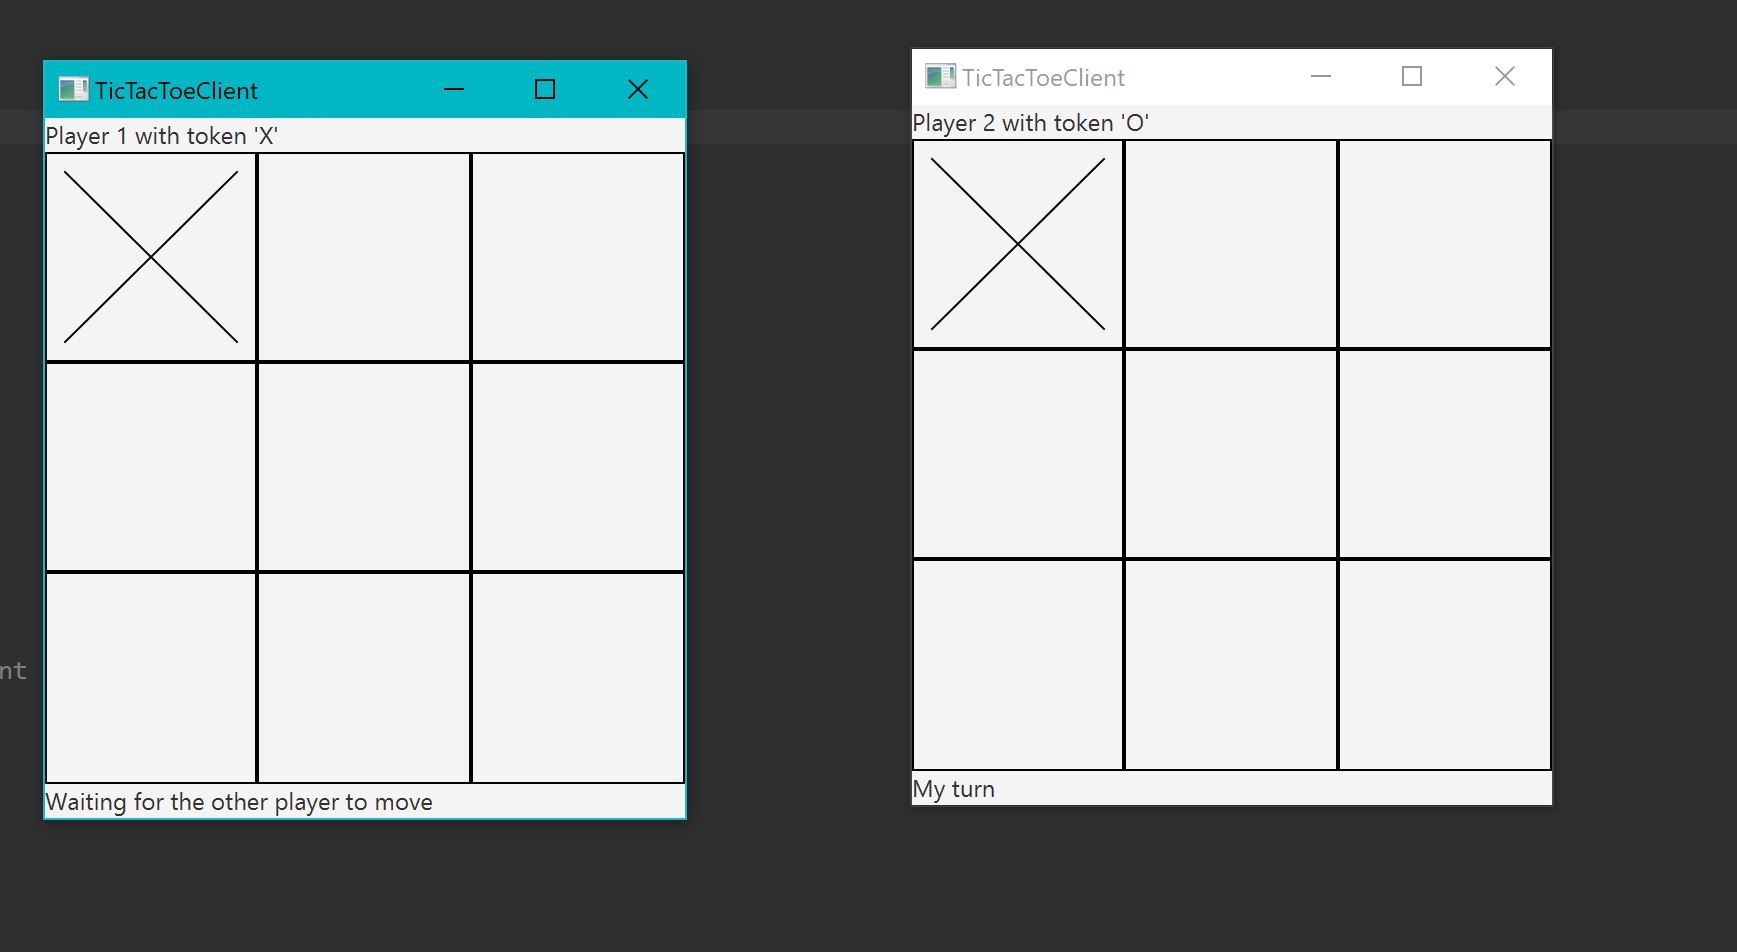 TicTacToeClient
Player 1 with token 'X'
Waiting for the other player to move
TicTacToeClient
Player 2 with token 'O'
My turn
nt